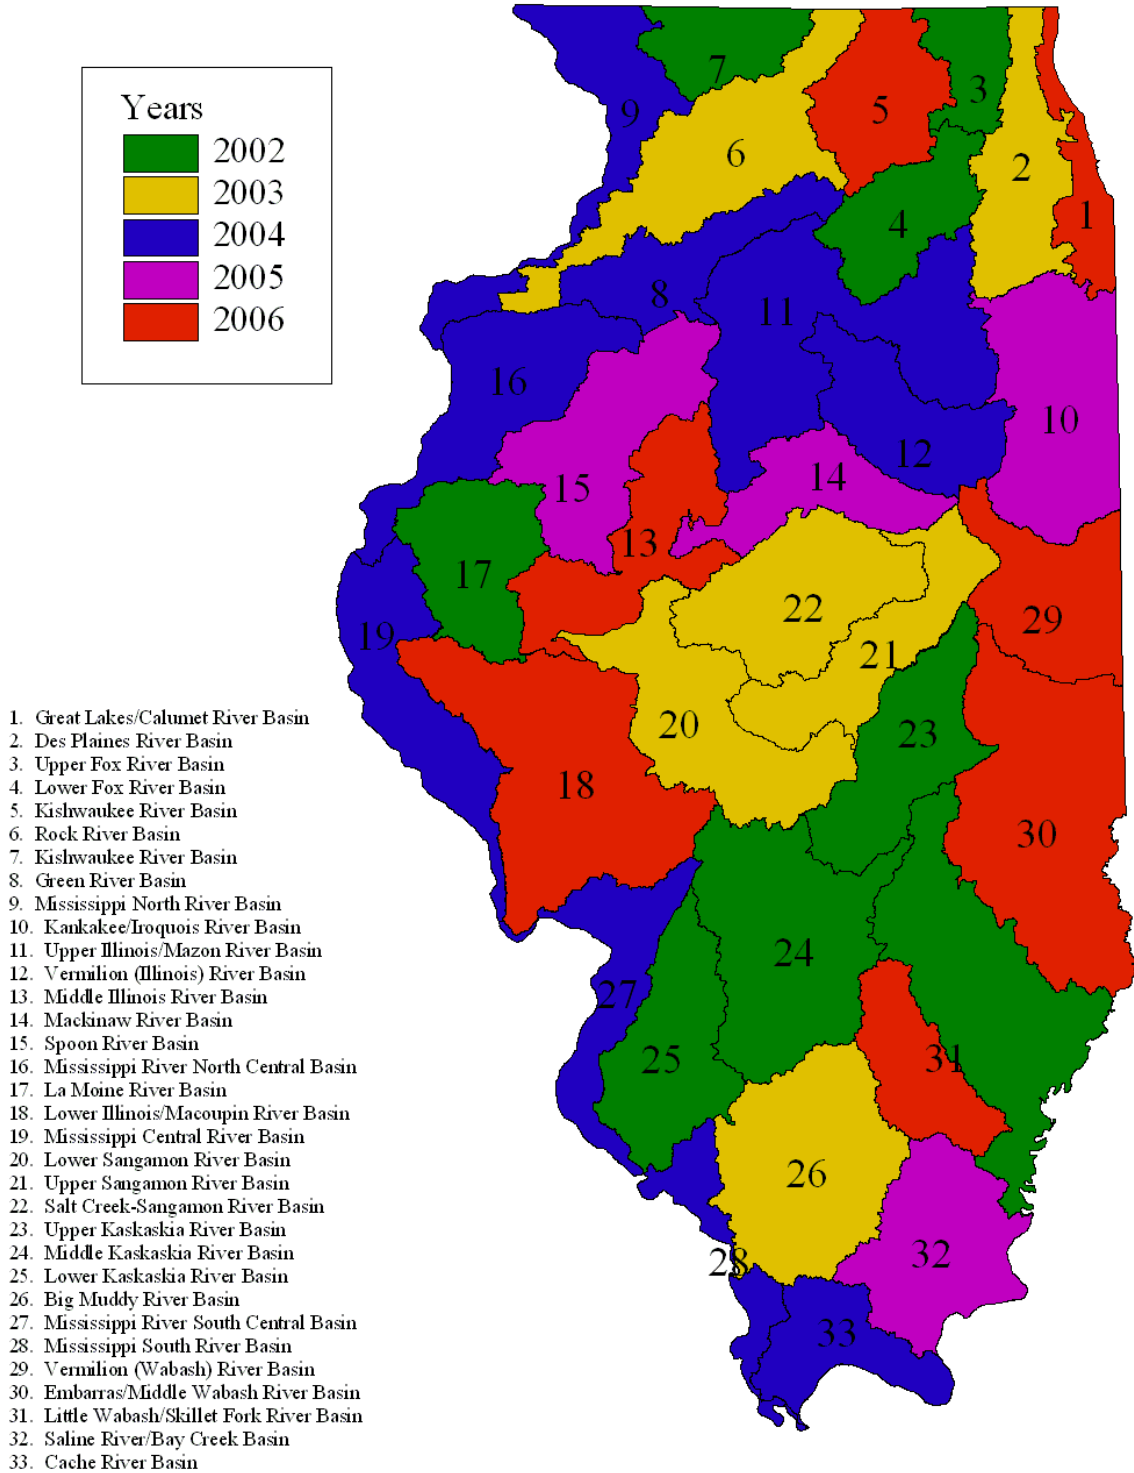 7
3
5
9
6
2
1
4
8
11
16
10
12
14
15
13
17
22
29
19
21
20
23
18
30
24
27
25
31
26
28
32
33
Years
2002
2003
2004
2005
2006
1. Great Lakes/Calumet River Basin
2. Des Plaines River Basin
3. Upper Fox River Basin
4. Lower Fox River Basin
5. Kishwaukee River Basin
6. Rock River Basin
7. Kishwaukee River Basin
8. Green River Basin
9. Mississippi North River Basin
10. Kankakee/Iroquois River Basin
11. Upper Illinois/Mazon River Basin
12. Vermilion (Illinois) River Basin
13. Middle Illinois River Basin
14. Mackinaw River Basin
15. Spoon River Basin
16. Mississippi River North Central Basin
17. La Moine River Basin
18. Lower Illinois/Macoupin River Basin
19. Mississippi Central River Basin
20. Lower Sangamon River Basin
21. Upper Sangamon River Basin
22. Salt Creek-Sangamon River Basin
23. Upper Kaskaskia River Basin
24. Middle Kaskaskia River Basin
25. Lower Kaskaskia River Basin
26. Big Muddy River Basin
27. Mississippi River South Central Basin
28. Mississippi South River Basin
29. Vermilion (Wabash) River Basin
30. Embarras/Middle Wabash River Basin
31. Little Wabash/Skillet Fork River Basin
32. Saline River/Bay Creek Basin
33. Cache River Basin